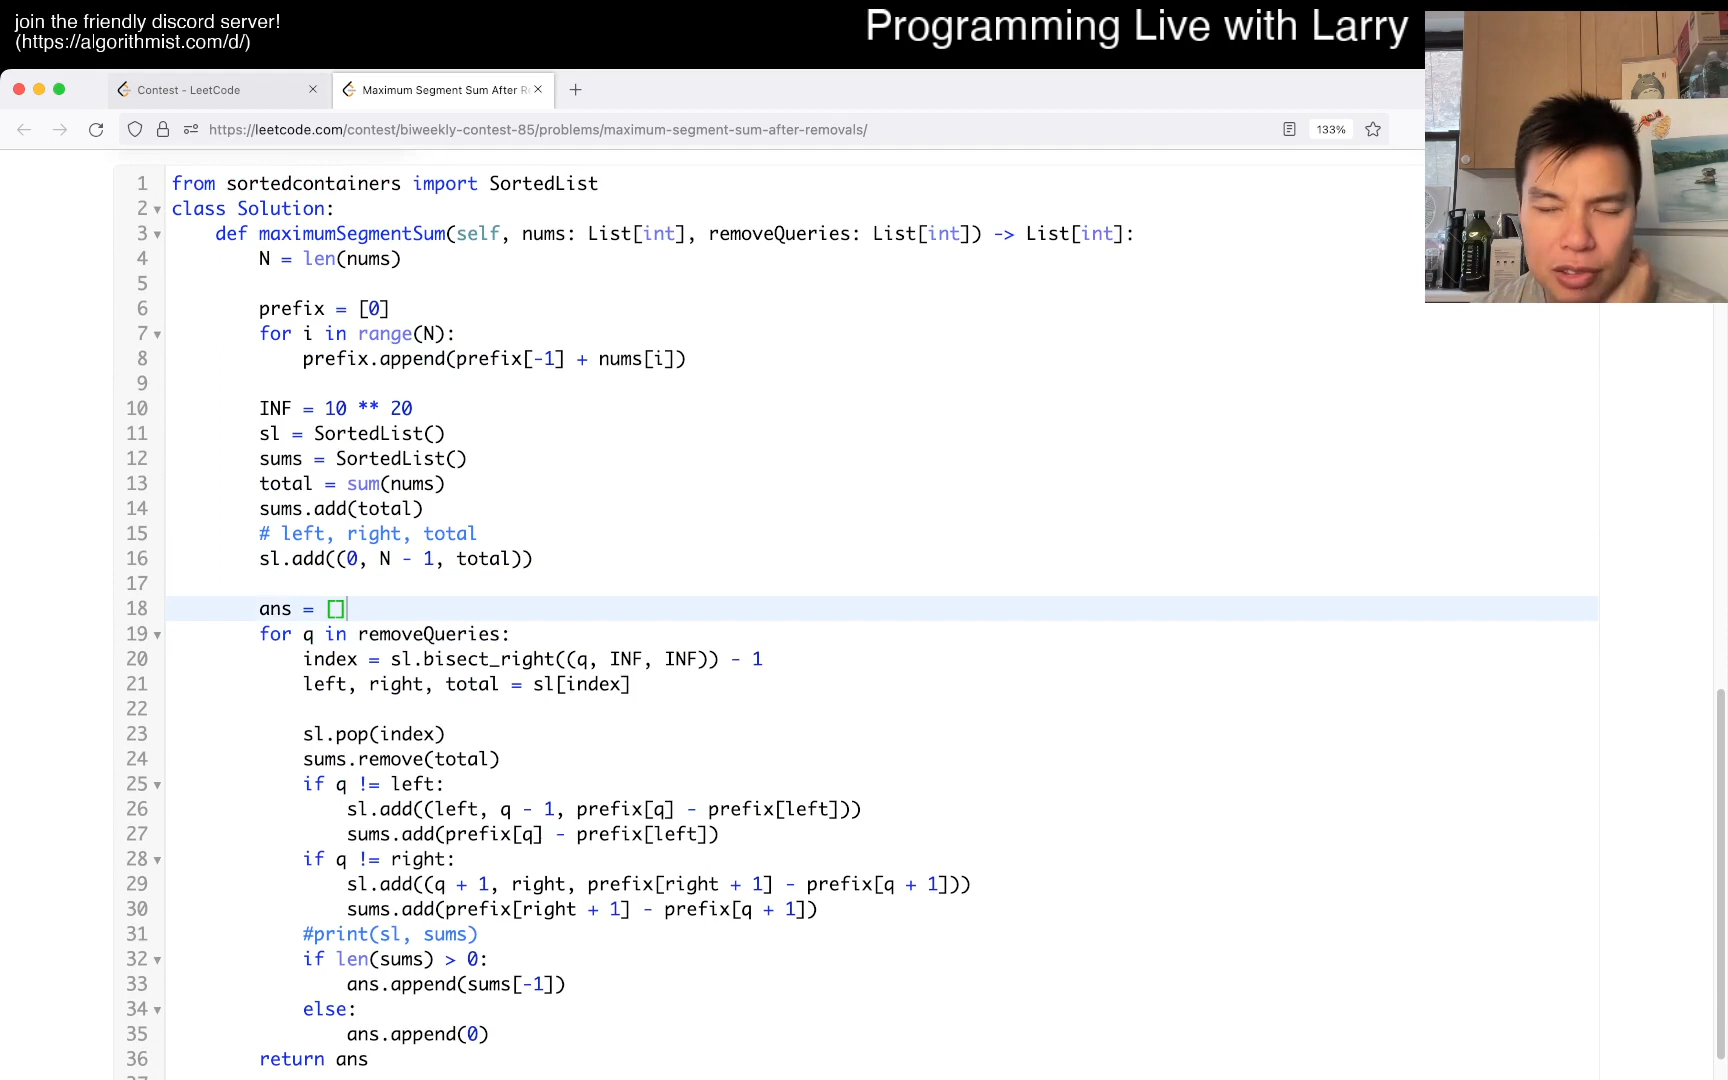 join the friendly discord server!
(https://algorithmist.com/d/)
Programming Live with Larry
Contest - LeetCode
Maximum Segment Sum After Re
https://leetcode.com/contest/biweekly-contest-85/problems/maximum-segment-sum-after-removals/
133%
1 from sortedcontainers import SortedList
2 class Solution:
3     def maximumSegmentSum(self, nums: List[int], removeQueries: List[int]) -> List[int]:
4         N = len(nums)
5
6         prefix = [0]
7         for i in range(N):
8             prefix.append(prefix[-1] + nums[i])
9
10         INF = 10 ** 20
11         sl = SortedList()
12         sums = SortedList()
13         total = sum(nums)
14         sums.add(total)
15         # left, right, total
16         sl.add((0, N - 1, total))
17
18         ans = []
19         for q in removeQueries:
20             index = sl.bisect_right((q, INF, INF)) - 1
21             left, right, total = sl[index]
22
23             sl.pop(index)
24             sums.remove(total)
25             if q != left:
26                 sl.add((left, q - 1, prefix[q] - prefix[left]))
27                 sums.add(prefix[q] - prefix[left])
28             if q != right:
29                 sl.add((q + 1, right, prefix[right + 1] - prefix[q + 1]))
30                 sums.add(prefix[right + 1] - prefix[q + 1])
31             #print(sl, sums)
32             if len(sums) > 0:
33                 ans.append(sums[-1])
34             else:
35                 ans.append(0)
36         return ans